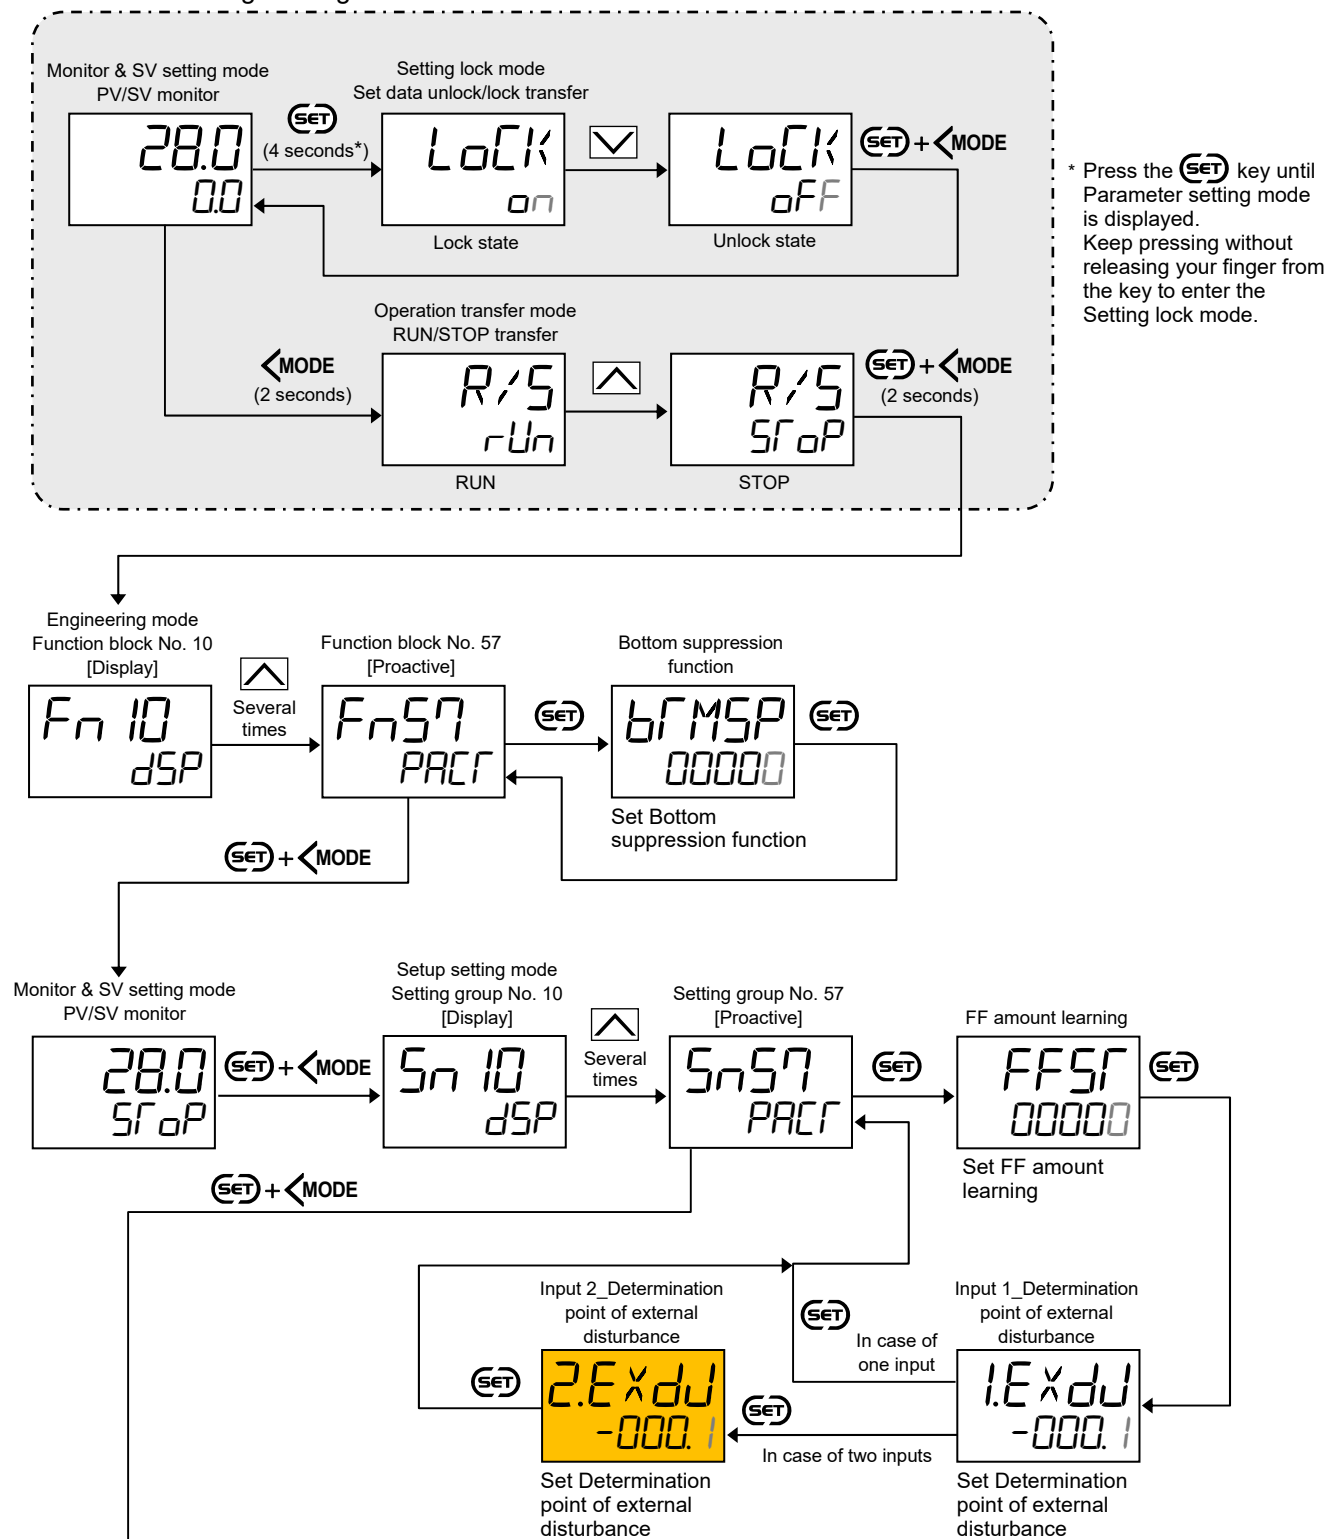 Monitor & SV setting mode
PV/SV monitor
28.0
0.0
SET
(4 seconds*)
Setting lock mode
Set data unlock/lock transfer
LoCK
on
Lock state
LoCK
oFF
Unlock state
SET + MODE
* Press the SET key until
Parameter setting mode
is displayed.
Keep pressing without
releasing your finger from
the key to enter the
Setting lock mode.
MODE
(2 seconds)
Operation transfer mode
RUN/STOP transfer
R/S
rUn
RUN
R/S
SToP
STOP
SET + MODE
(2 seconds)
Engineering mode
Function block No. 10
[Display]
Fn 10
dSP
Several
times
Function block No. 57
[Proactive]
Fn57
PACT
SET
Bottom suppression
function
bTMSP
00000
SET
Set Bottom
suppression function
SET + MODE
Monitor & SV setting mode
PV/SV monitor
28.0
SToP
SET + MODE
Setup setting mode
Setting group No. 10
[Display]
Sn 10
dSP
Several
times
Setting group No. 57
[Proactive]
Sn57
PACT
SET
FF amount learning
FFST
00000
SET
Set FF amount
learning
SET + MODE
Input 2_Determination
point of external
disturbance
2.EXdJ
-000.1
SET
Set Determination
point of external
disturbance
SET
In case of
one input
SET
In case of two inputs
Input 1_Determination
point of external
disturbance
1.EXdJ
-000.1
Set Determination
point of external
disturbance